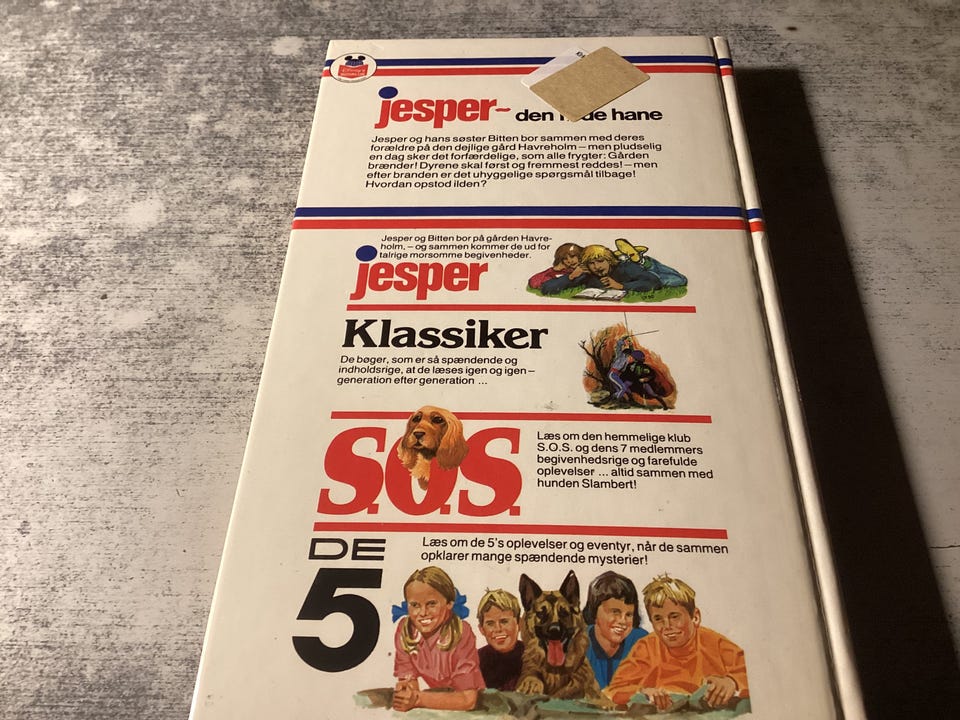 jesper-
den røde hane
Jesper og hans søster Bitten bor sammen med deres
forældre på den dejlige gård Havreholm – men pludselig
en dag sker det forfærdelige, som alle frygter: Gården
brænder! Dyrene skal først og fremmest reddes! – men
efter branden er det uhyggelige spørgsmål tilbage!
Hvordan opstod ilden?
Jesper og Bitten bor på gården Havre-
holm, – og sammen kommer de ud for
talrige morsomme begivenheder.
jesper
Klassiker
De bøger, som er så spændende og
indholdsrige, at de læses igen og igen –
generation efter generation ...
S.O.S.
Læs om den hemmelige klub
S.O.S. og dens 7 medlemmers
begivenhedsrige og farefulde
oplevelser ... altid sammen med
hunden Slambert!
DE
5
Læs om de 5's oplevelser og eventyr, når de sammen
opklarer mange spændende mysterier!